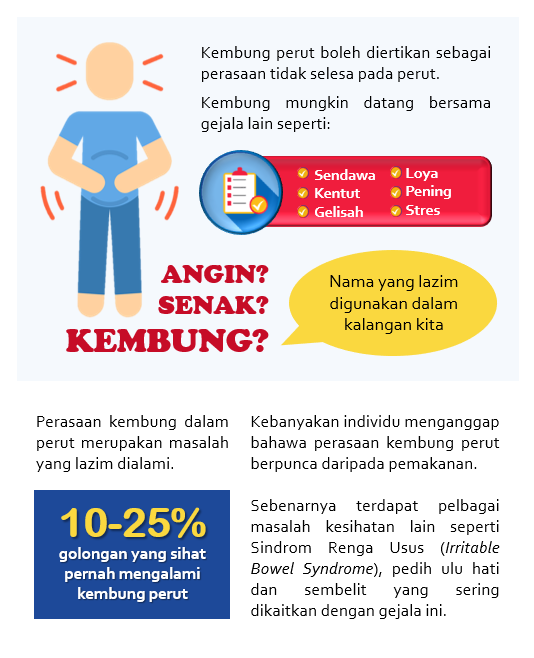 Kembung perut boleh diertikan sebagai
perasaan tidak selesa pada perut.
Kembung mungkin datang bersama
gejala lain seperti:
Sendawa
Kentut
Gelisah
Loya
Pening
Stres
ANGIN?
SENAK?
KEMBUNG?
Nama yang lazim
digunakan dalam
kalangan kita
Perasaan kembung dalam
perut merupakan masalah
yang lazim dialami.
10-25%
golongan yang sihat
pernah mengalami
kembung perut
Kebanyakan individu menganggap
bahawa perasaan kembung perut
berpunca daripada pemakanan.
Sebenarnya terdapat pelbagai
masalah kesihatan lain seperti
Sindrom Renga Usus (Irritable
Bowel Syndrome), pedih ulu hati
dan sembelit yang sering
dikaitkan dengan gejala ini.